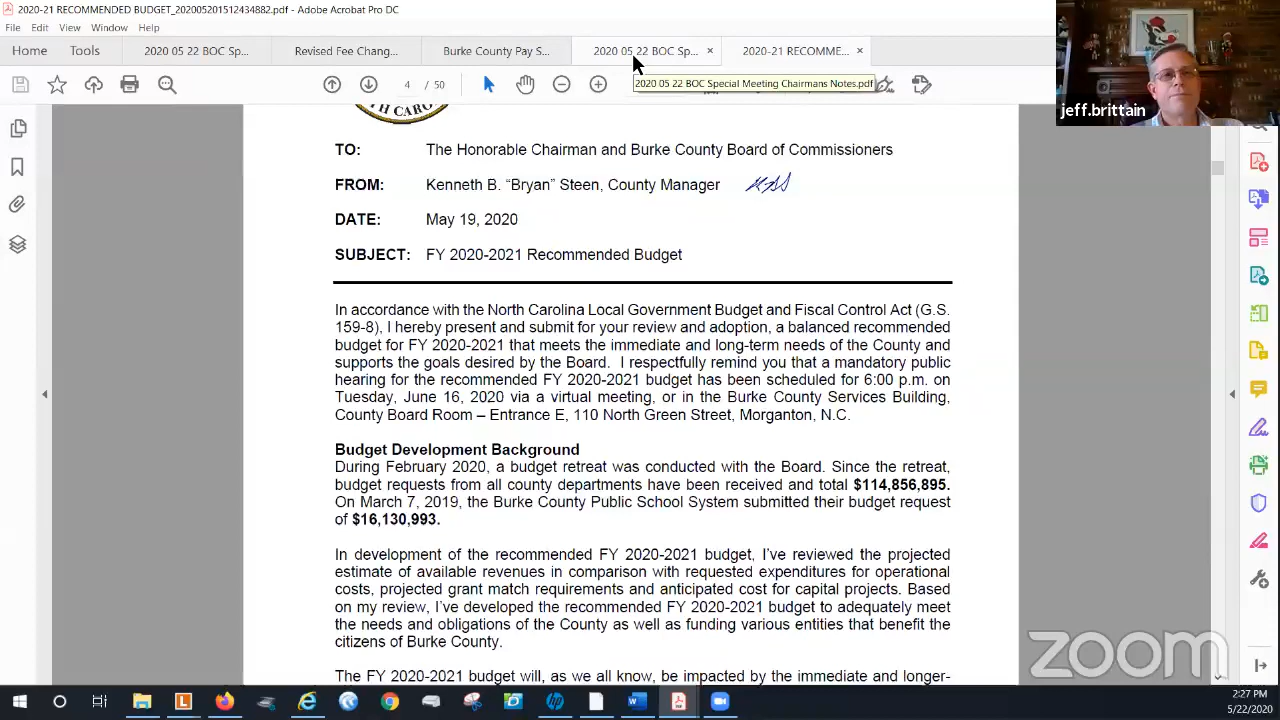 2020-21 RECOMMENDED BUDGET_202005201512434882.pdf - Adobe Acrobat Pro DC
File Edit View Window Help
Home Tools 2020 05 22 BOC Sp... Revised Fee Rang... Burke County Pay S... 2020 05 22 BOC Sp... × 2020-21 RECOMME... ×
2020 05 22 BOC Special Meeting Chairmans Notes.pdf
jeff.brittain
TO: The Honorable Chairman and Burke County Board of Commissioners
FROM: Kenneth B. "Bryan" Steen, County Manager
DATE: May 19, 2020
SUBJECT: FY 2020-2021 Recommended Budget
In accordance with the North Carolina Local Government Budget and Fiscal Control Act (G.S.
159-8), I hereby present and submit for your review and adoption, a balanced recommended
budget for FY 2020-2021 that meets the immediate and long-term needs of the County and
supports the goals desired by the Board. I respectfully remind you that a mandatory public
hearing for the recommended FY 2020-2021 budget has been scheduled for 6:00 p.m. on
Tuesday, June 16, 2020 via a virtual meeting, or in the Burke County Services Building,
County Board Room – Entrance E, 110 North Green Street, Morganton, N.C.
Budget Development Background
During February 2020, a budget retreat was conducted with the Board. Since the retreat,
budget requests from all county departments have been received and total $114,856,895.
On March 7, 2019, the Burke County Public School System submitted their budget request
of $16,130,993.
In development of the recommended FY 2020-2021 budget, I've reviewed the projected
estimate of available revenues in comparison with requested expenditures for operational
costs, projected grant match requirements and anticipated cost for capital projects. Based
on my review, I've developed the recommended FY 2020-2021 budget to adequately meet
the needs and obligations of the County as well as funding various entities that benefit the
citizens of Burke County.
The FY 2020-2021 budget will, as we all know, be impacted by the immediate and longer-
zoom
2:27 PM
5/22/2020